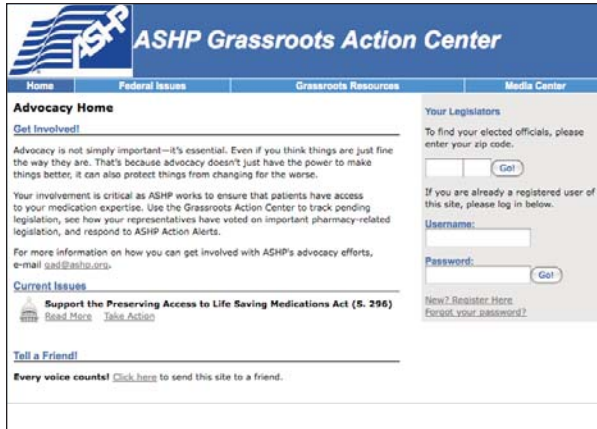 ASHP
ASHP Grassroots Action Center
Home
Federal Issues
Grassroots Resources
Media Center
Advocacy Home
Get Involved!
Advocacy is not simply important—it's essential. Even if you think things are just fine
the way they are. That's because advocacy doesn't just have the power to make
things better, it can also protect things from changing for the worse.
Your involvement is critical as ASHP works to ensure that patients have access
to your medication expertise. Use the Grassroots Action Center to track pending
legislation, see how your representatives have voted on important pharmacy-related
legislation, and respond to ASHP Action Alerts.
For more information on how you can get involved with ASHP's advocacy efforts,
e-mail gad@ashp.org.
Current Issues
Support the Preserving Access to Life Saving Medications Act (S. 296)
Read More Take Action
Tell a Friend!
Every voice counts! Click here to send this site to a friend.
Your Legislators
To find your elected officials, please
enter your zip code.
Go!
If you are already a registered user of
this site, please log in below.
Username:
Password:
Go!
New? Register Here
Forgot your password?